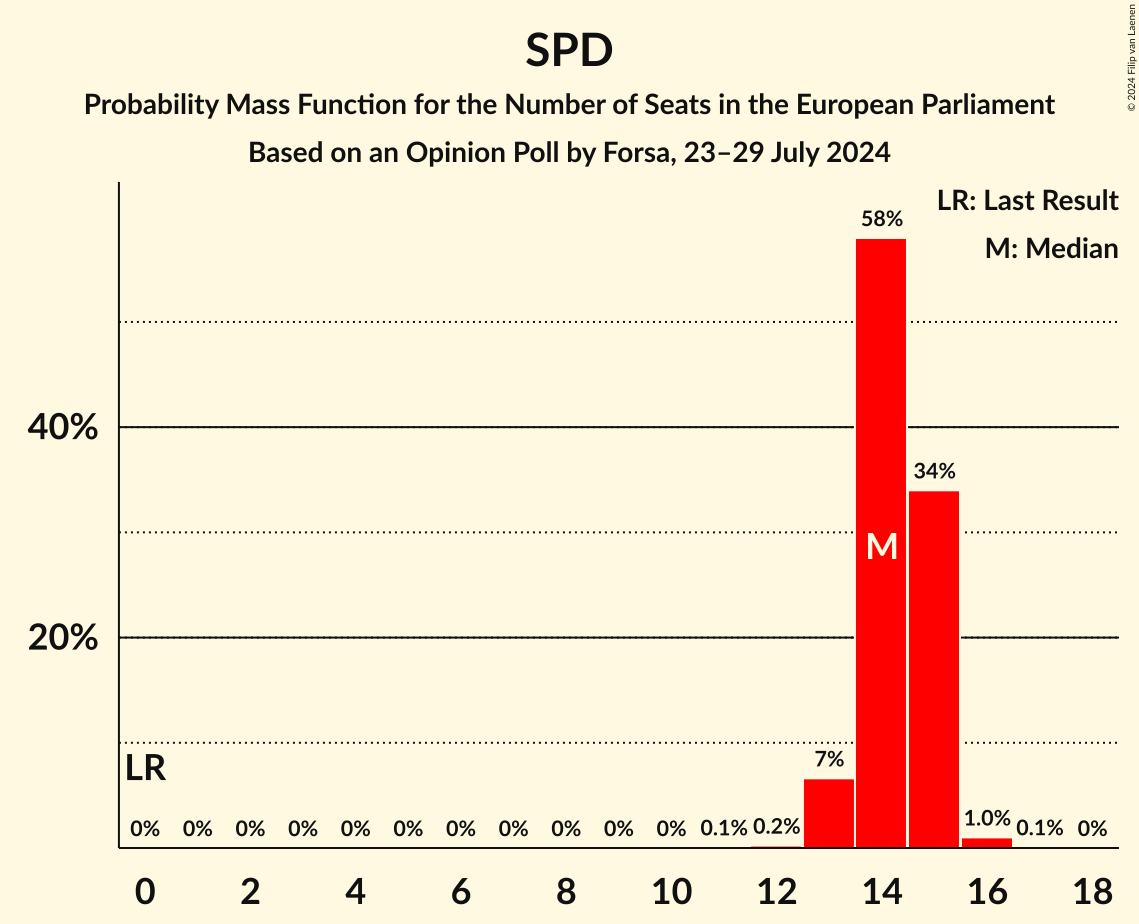 SPD
Probability Mass Function for the Number of Seats in the European Parliament
Based on an Opinion Poll by Forsa, 23–29 July 2024
© 2024 Filip van Laenen
LR: Last Result
M: Median
58%
40%
34%
M
20%
LR
7%
0% 0% 0% 0% 0% 0% 0% 0% 0% 0% 0% 0.1% 0.2% 1.0% 0.1% 0%
0 2 4 6 8 10 12 14 16 18